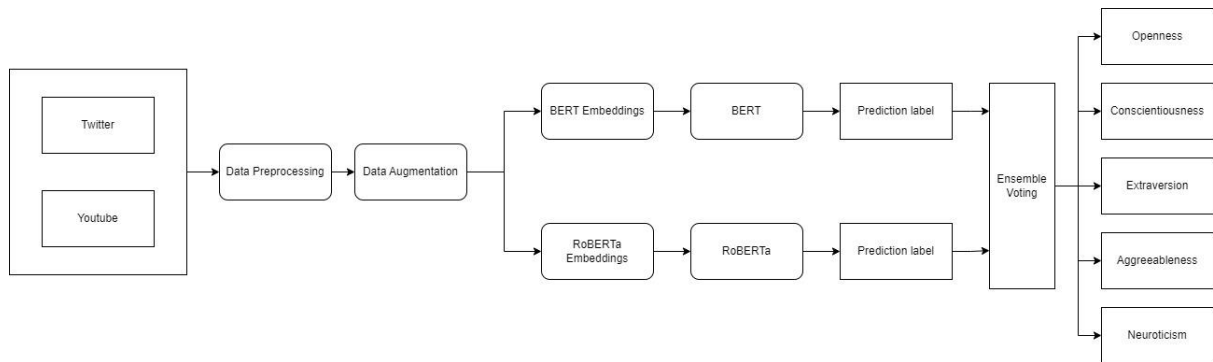 Twitter
Youtube
Data Preprocessing
Data Augmentation
BERT Embeddings
BERT
Prediction label
RoBERTa
Embeddings
RoBERTa
Prediction label
Ensemble
Voting
Openness
Conscientiousness
Extraversion
Aggreeableness
Neuroticism